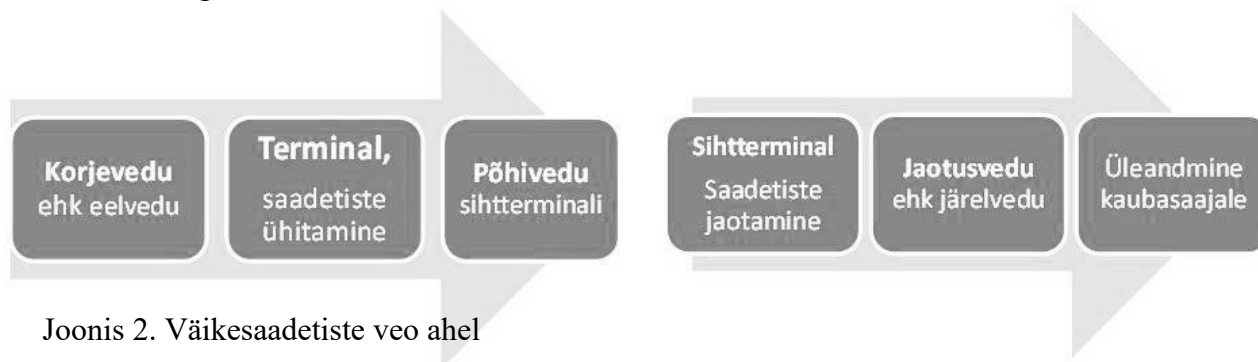 Korjevedu
ehk eelvedu
Terminal,
saadetiste
ühitamine
Põhivedu
sihtterminali
Sihtterminal
Saadetiste
jaotamine
Jaotusvedu
ehk järelvedu
Üleandmine
kaubasaajale
Joonis 2. Väikesaadetiste veo ahel